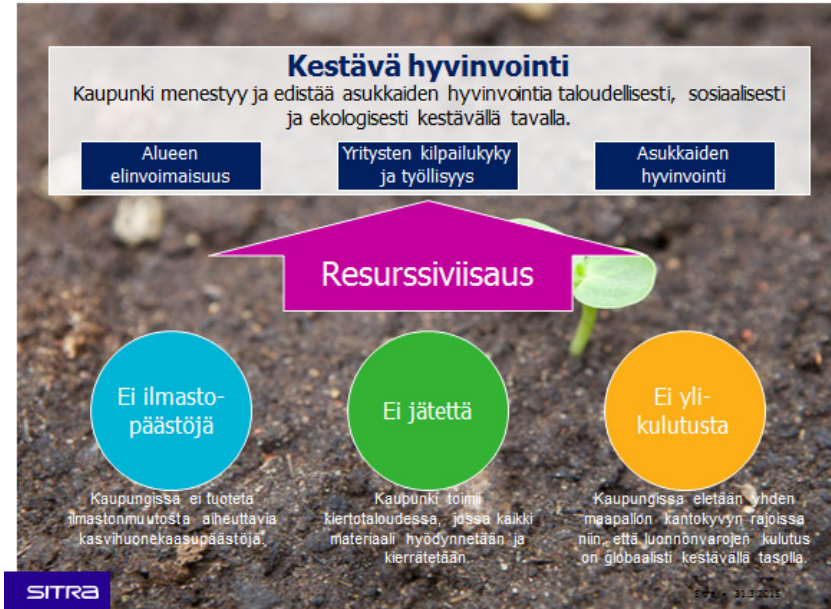 Kestävä hyvinvointi
Kaupunki menestyy ja edistää asukkaiden hyvinvointia taloudellisesti, sosiaalisesti
ja ekologisesti kestävällä tavalla.
Alueen
elinvoimaisuus
Yritysten kilpailukyky
ja työllisyys
Asukkaiden
hyvinvointi
Resurssiviisaus
Ei ilmasto-
päästöjä
Ei jätettä
Ei yli-
kulutusta
Kaupungissa ei tuoteta
ilmastonmuutosta aiheuttavia
kasvihuonekaasupäästöjä.
Kaupunki toimii
kiertotaloudessa, jossa kaikki
materiaali hyödynnetään ja
kierrätetään.
Kaupungissa eletään yhden
maapallon kantokyvyn rajoissa
niin, että luonnonvarojen kulutus
on globaalisti kestävällä tasolla.
SITRA